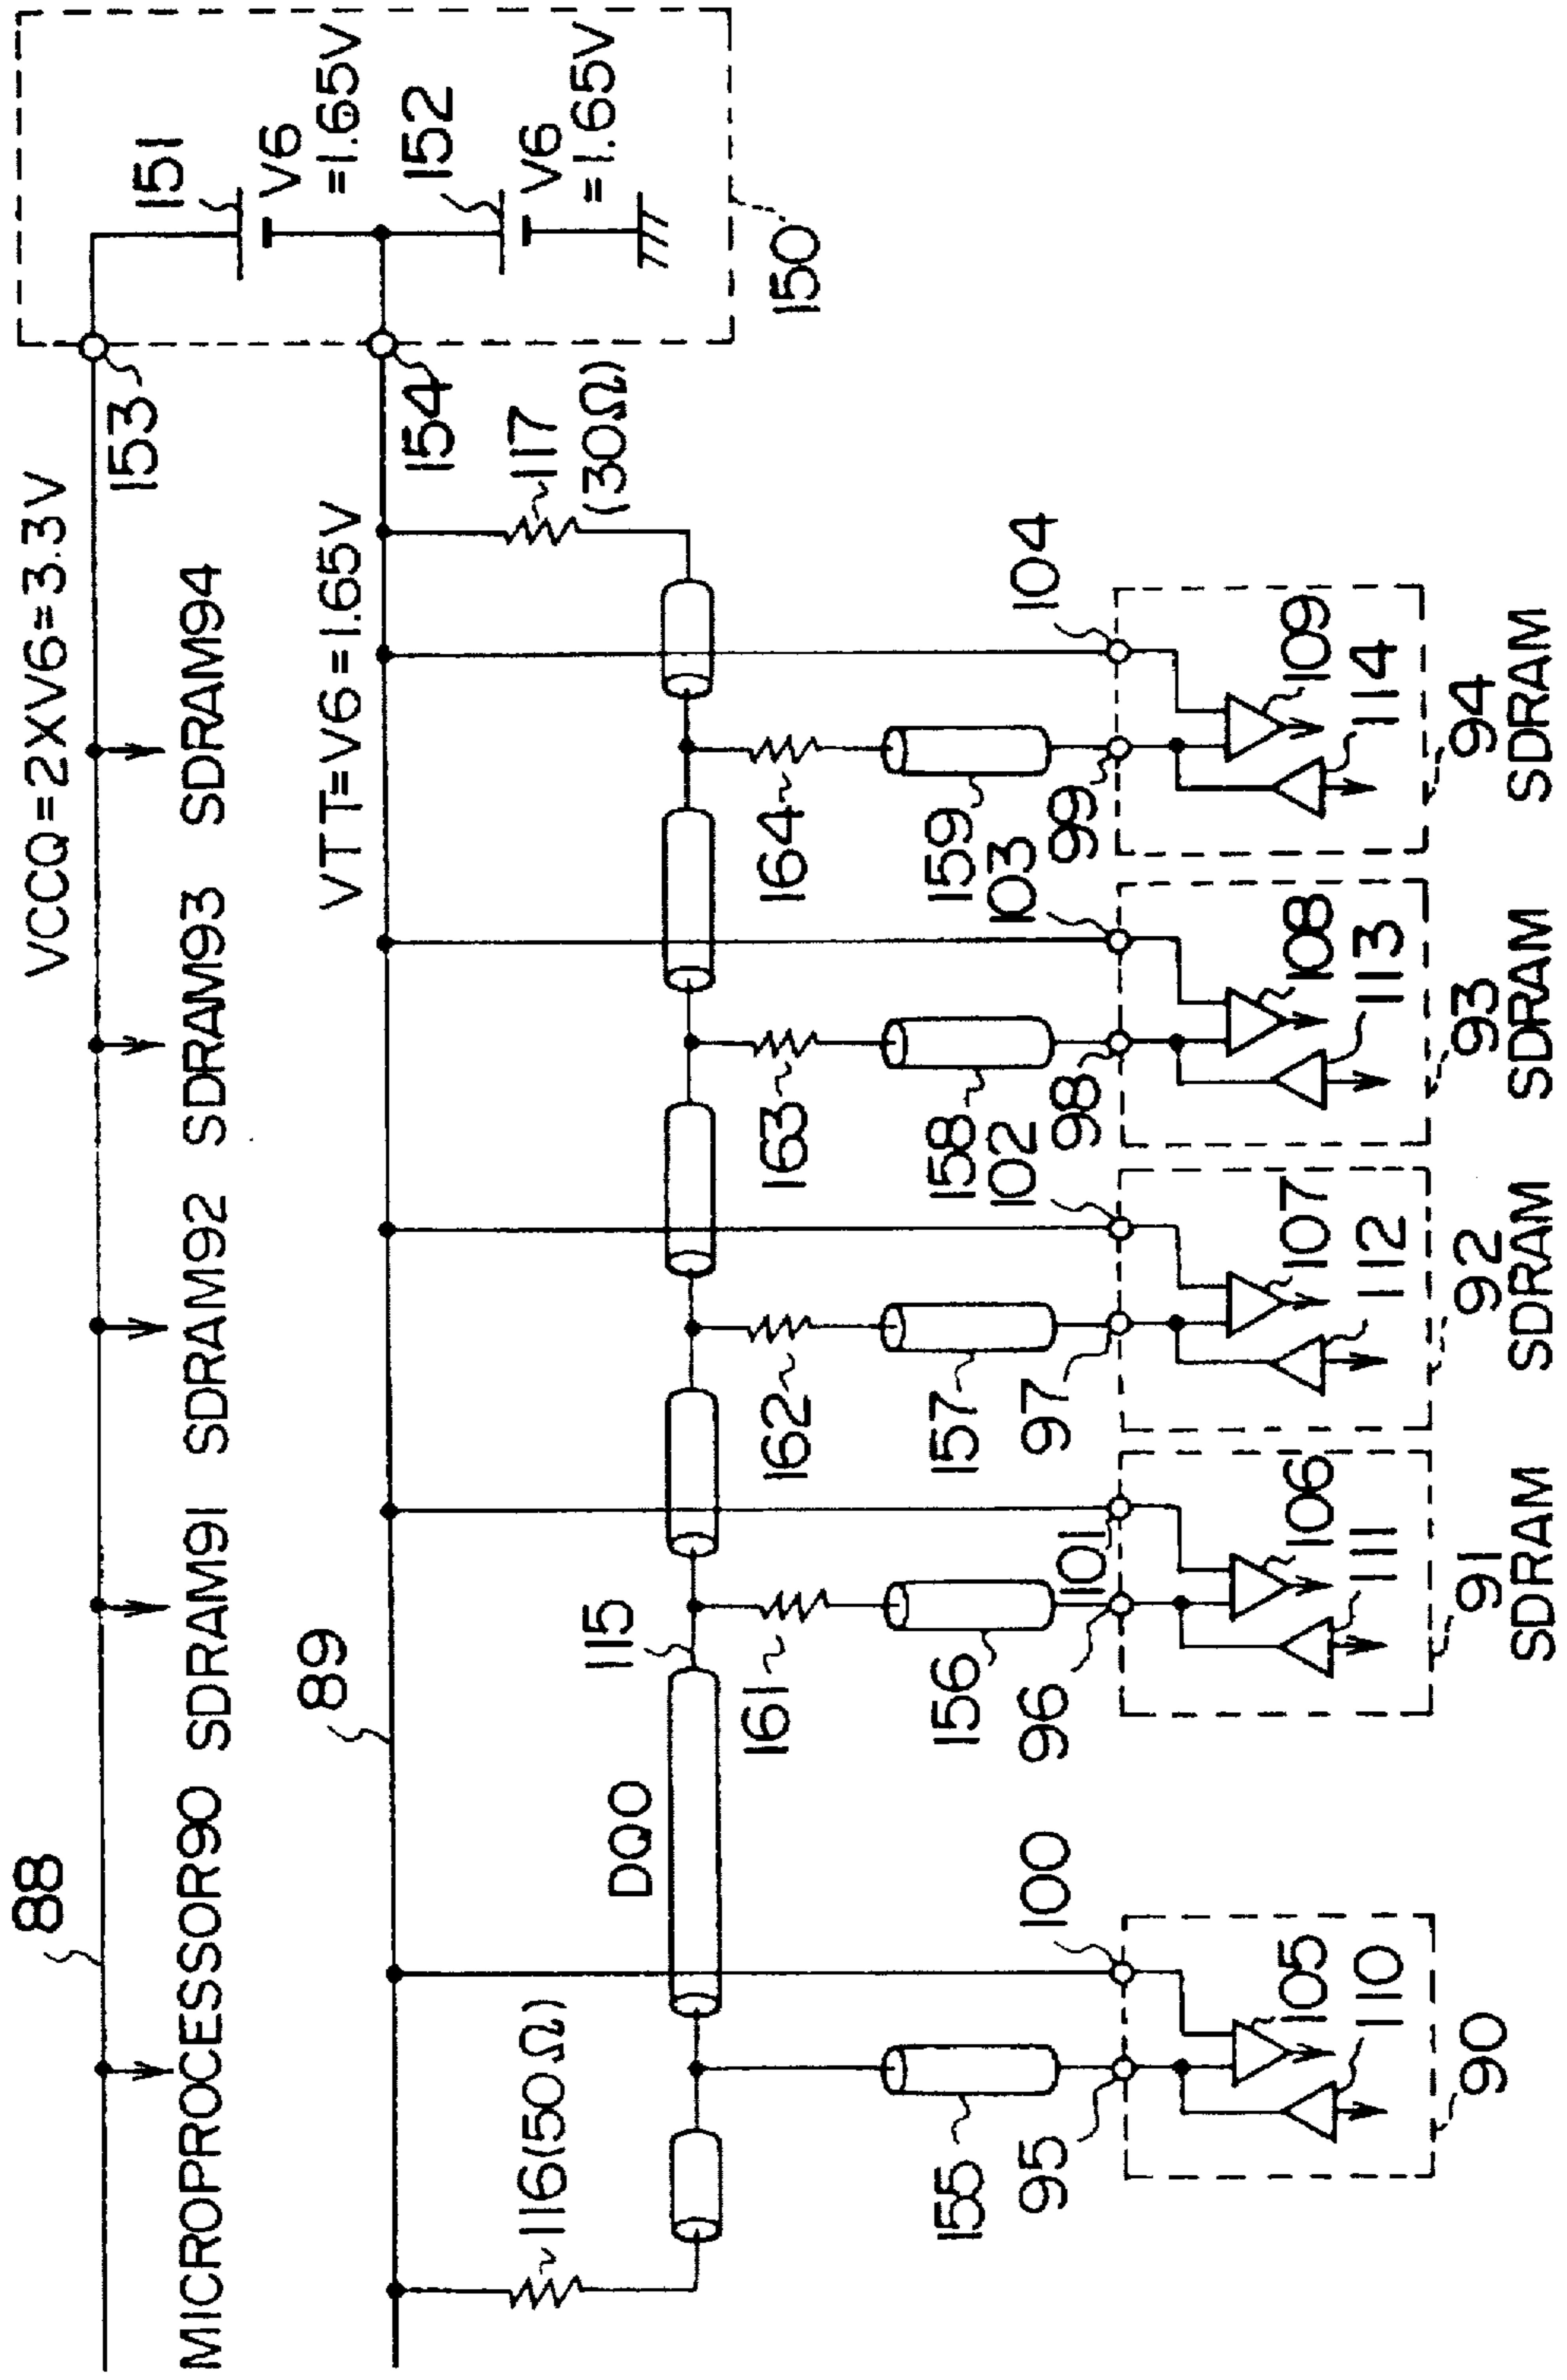 88
VCCQ=2XV6=3.3V
153
MICROPROCESSOR90
SDRAM91
SDRAM92
SDRAM93
SDRAM94
151
V6
=1.65V
152
V6
=1.65V
150
89
VTT=V6=1.65V
154
116(50Ω)
DQ0
115
117
(30Ω)
161
162
163
164
155
156
157
158
159
95
100
96
101
97
102
98
103
99
104
105
110
106
111
107
112
108
113
109
114
90
91
SDRAM
92
SDRAM
93
SDRAM
94
SDRAM